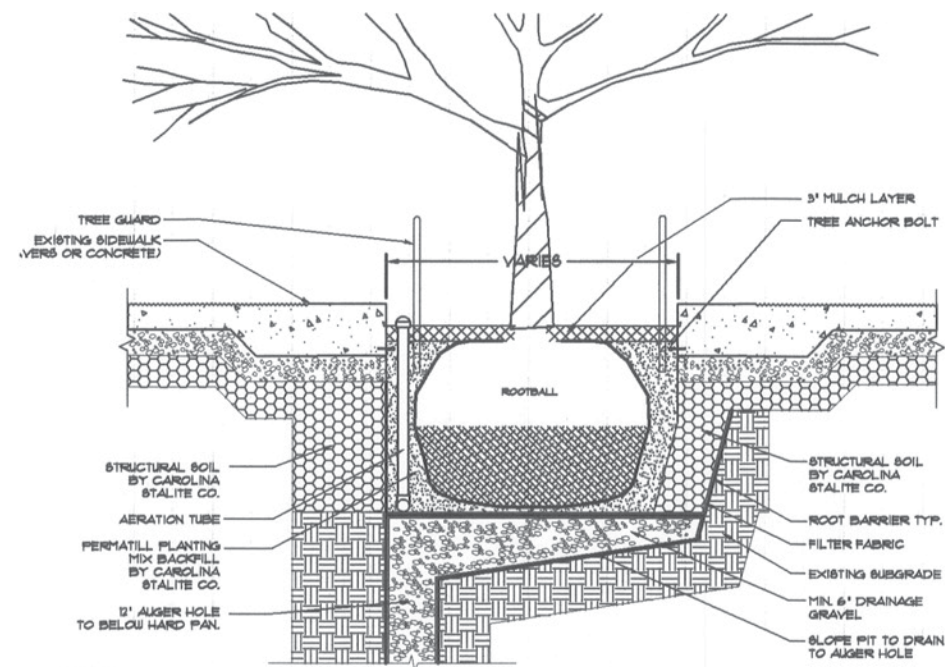 TREE GUARD
EXISTING SIDEWALK
VERS OR CONCRETE)
VARIES
3" MULCH LAYER
TREE ANCHOR BOLT
ROOTBALL
STRUCTURAL SOIL
BY CAROLINA
STALITE CO.
AERATION TUBE
PERMATILL PLANTING
MIX BACKFILL
BY CAROLINA
STALITE CO.
12" AUGER HOLE
TO BELOW HARD PAN.
STRUCTURAL SOIL
BY CAROLINA
STALITE CO.
ROOT BARRIER TYP.
FILTER FABRIC
EXISTING SUBGRADE
MIN. 6" DRAINAGE
GRAVEL
SLOPE PIT TO DRAIN
TO AUGER HOLE